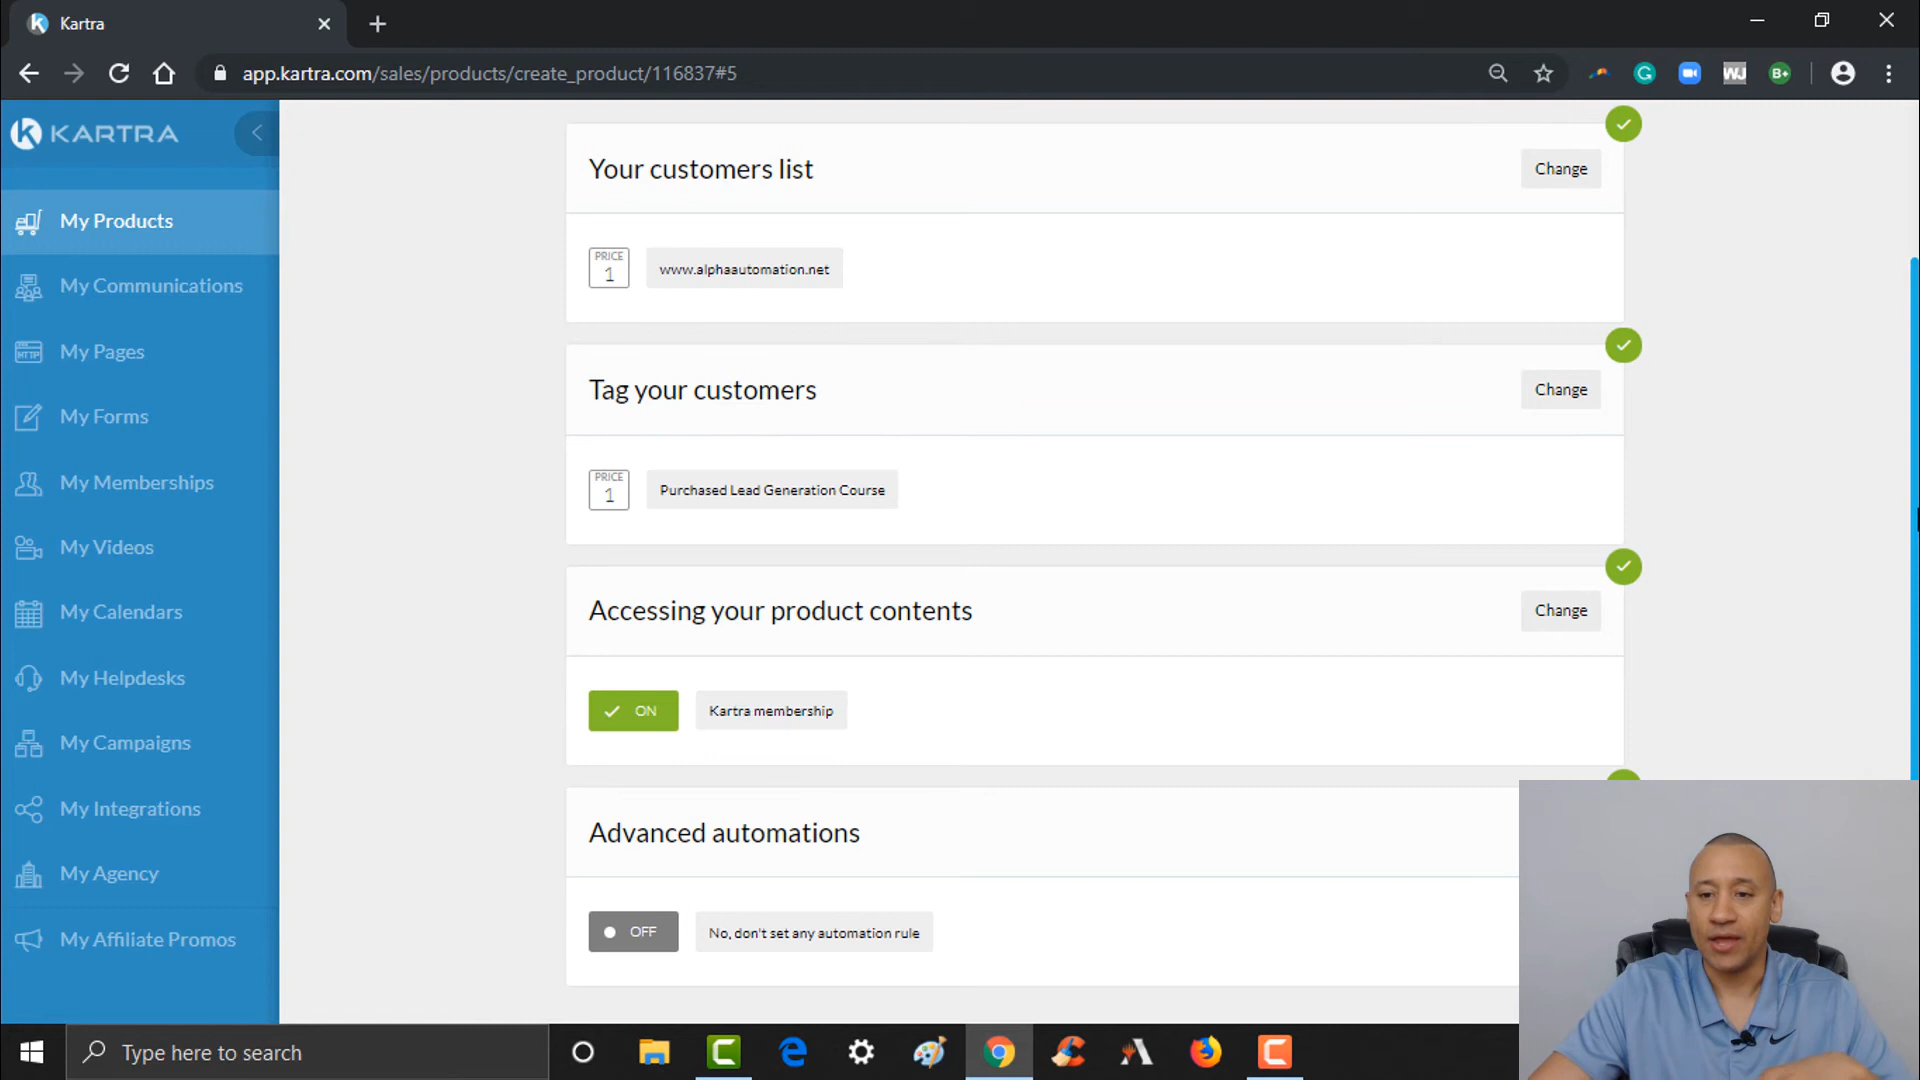 Kartra
app.kartra.com/sales/products/create_product/116837#5
WJ
B+
KARTRA
My Products
My Communications
My Pages
HTTP
My Forms
My Memberships
My Videos
My Calendars
My Helpdesks
My Campaigns
My Integrations
My Agency
My Affiliate Promos
Your customers list
Change
PRICE
1
www.alphaautomation.net
Tag your customers
Change
PRICE
1
Purchased Lead Generation Course
Accessing your product contents
Change
ON
Kartra membership
Advanced automations
OFF
No, don't set any automation rule
Type here to search